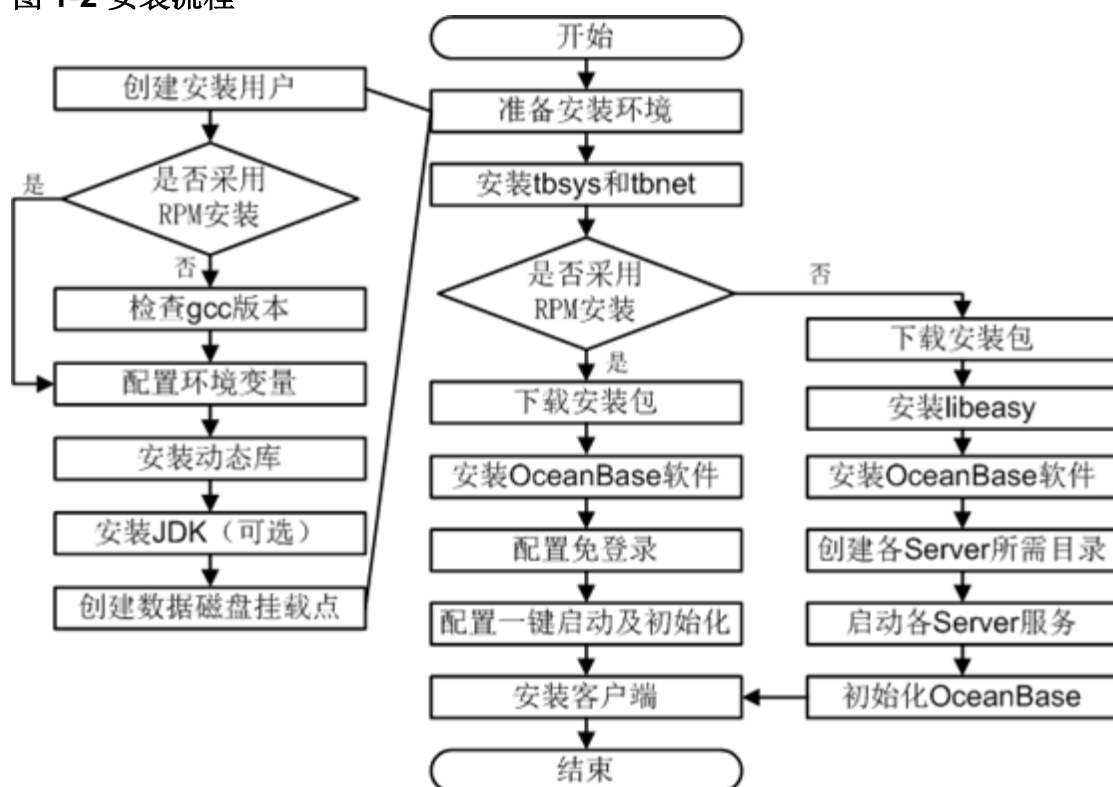 图 1-2 安装流程
开始
准备安装环境
安装tbsys和tbnet
是否采用
RPM安装
是
下载安装包
安装OceanBase软件
配置免登录
配置一键启动及初始化
安装客户端
结束
否
下载安装包
安装libeasy
安装OceanBase软件
创建各Server所需目录
启动各Server服务
初始化OceanBase
创建安装用户
是否采用
RPM安装
是
否
检查gcc版本
配置环境变量
安装动态库
安装JDK（可选）
创建数据磁盘挂载点